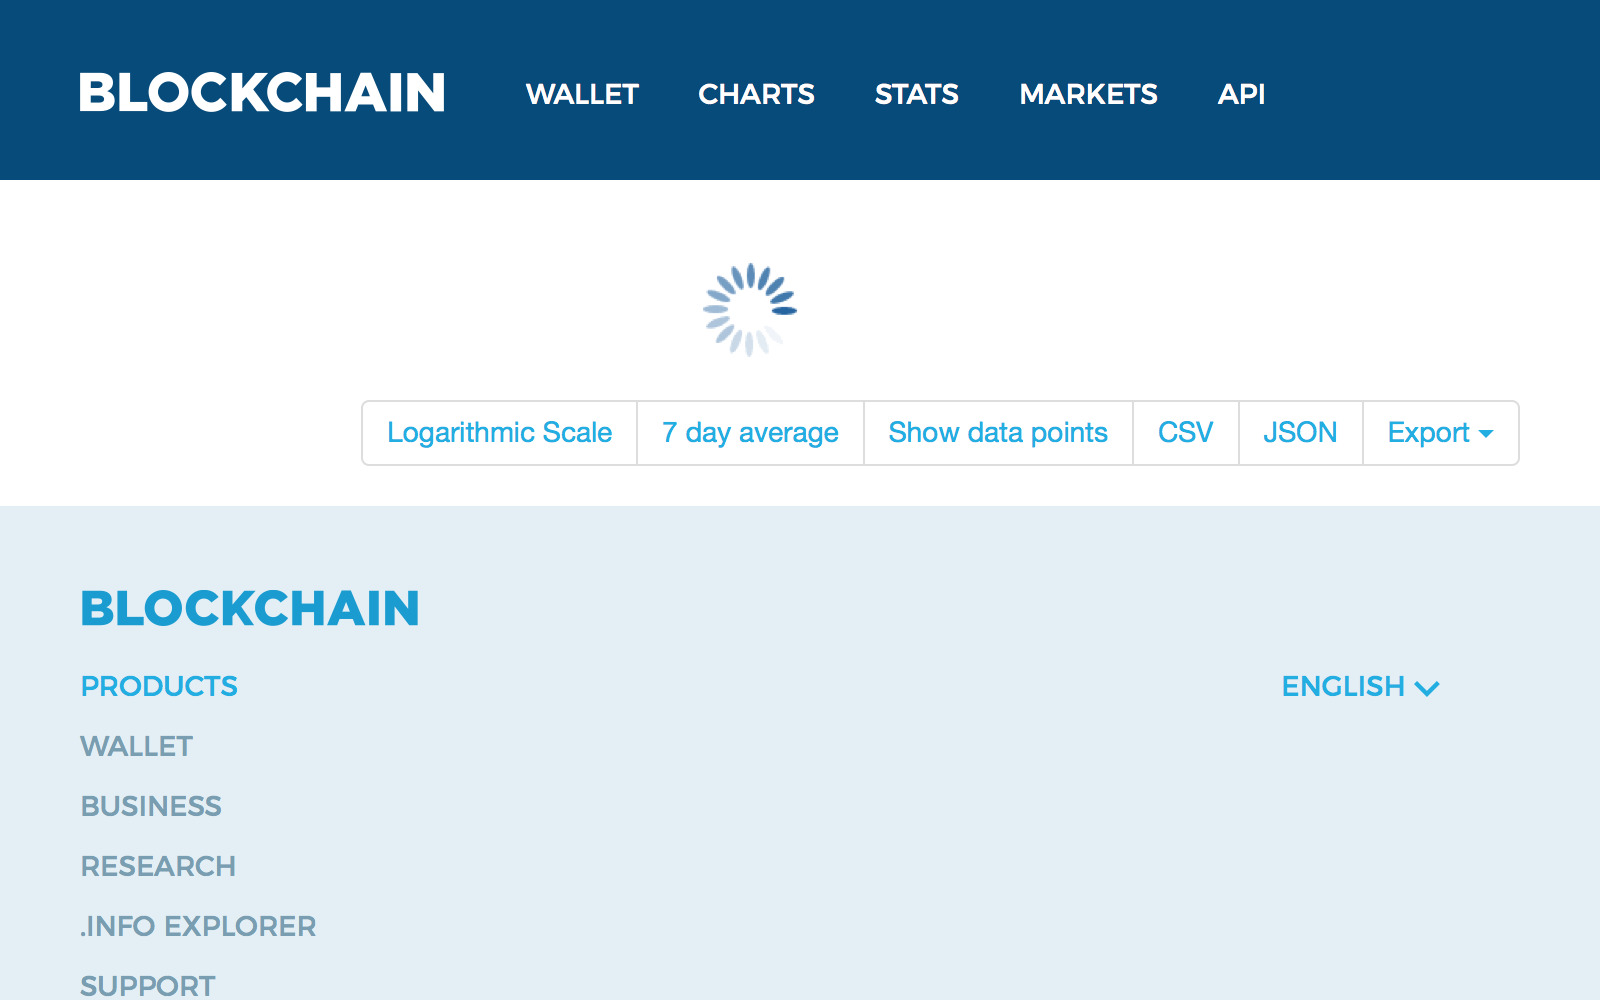 BLOCKCHAIN WALLET CHARTS STATS MARKETS API
Logarithmic Scale 7 day average Show data points CSV JSON Export
BLOCKCHAIN
PRODUCTS ENGLISH
WALLET
BUSINESS
RESEARCH
.INFO EXPLORER
SUPPORT